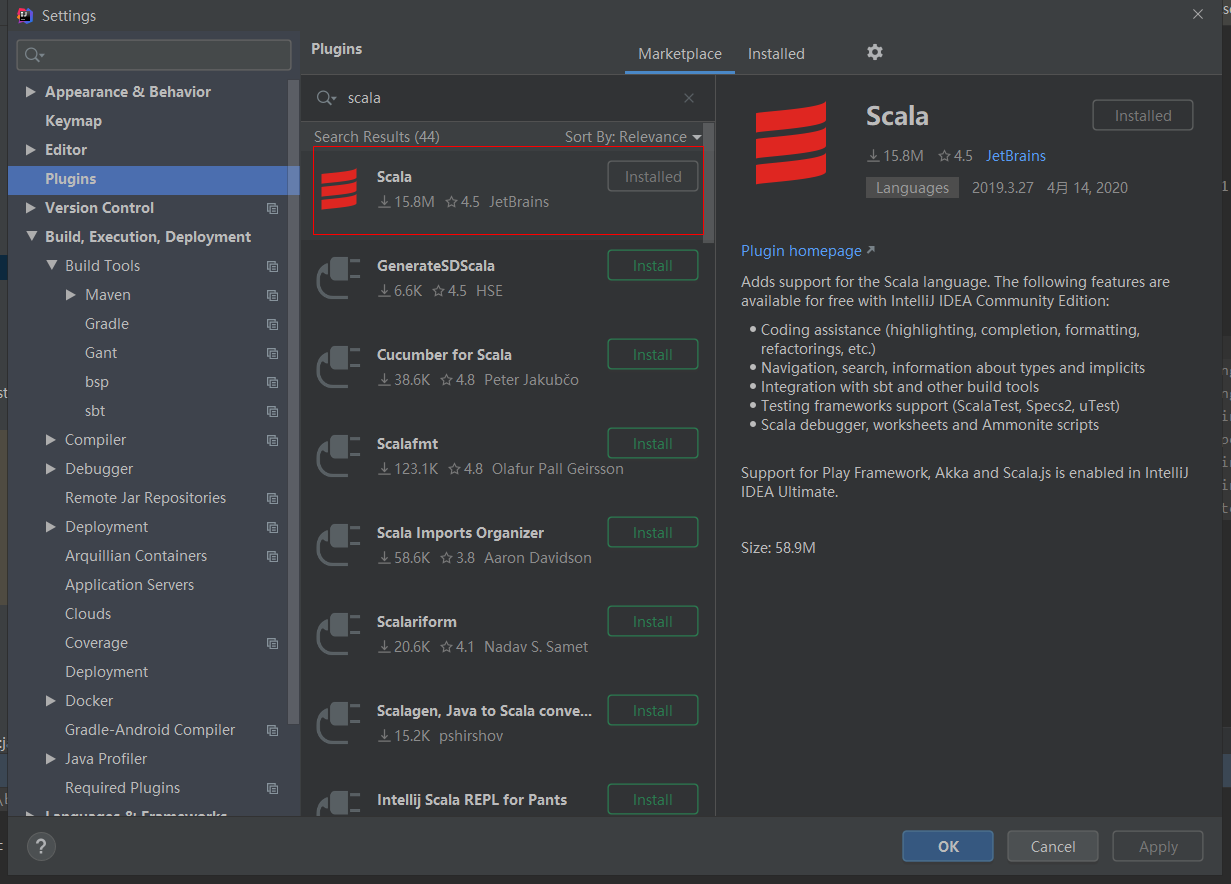 Settings
Plugins
Marketplace
Installed
Appearance & Behavior
Keymap
Editor
Plugins
Version Control
Build, Execution, Deployment
Build Tools
Maven
Gradle
Gant
bsp
sbt
Compiler
Debugger
Remote Jar Repositories
Deployment
Arquillian Containers
Application Servers
Clouds
Coverage
Deployment
Docker
Gradle-Android Compiler
Java Profiler
Required Plugins
Languages & Frameworks
scala
Search Results (44)
Sort By: Relevance
Scala
Installed
15.8M 4.5 JetBrains
GenerateSDScala
Install
6.6K 4.5 HSE
Cucumber for Scala
Install
38.6K 4.8 Peter Jakubčo
Scalafmt
Install
123.1K 4.8 Olafur Pall Geirsson
Scala Imports Organizer
Install
58.6K 3.8 Aaron Davidson
Scalariform
Install
20.6K 4.1 Nadav S. Samet
Scalagen, Java to Scala conve...
Install
15.2K pshirshov
Intellij Scala REPL for Pants
Install
Scala
Installed
15.8M 4.5 JetBrains
Languages 2019.3.27 4月 14, 2020
Plugin homepage
Adds support for the Scala language. The following features are
available for free with IntelliJ IDEA Community Edition:
• Coding assistance (highlighting, completion, formatting,
refactorings, etc.)
• Navigation, search, information about types and implicits
• Integration with sbt and other build tools
• Testing frameworks support (ScalaTest, Specs2, uTest)
• Scala debugger, worksheets and Ammonite scripts
Support for Play Framework, Akka and Scala.js is enabled in IntelliJ
IDEA Ultimate.
Size: 58.9M
?
OK
Cancel
Apply